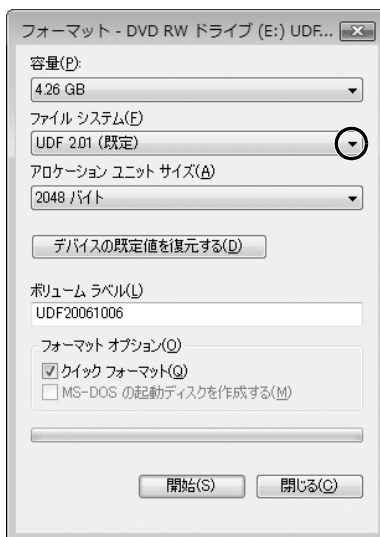 フォーマット - DVD RW ドライブ (E:) UDF...
容量(P):
4.26 GB
ファイル システム(F)
UDF 2.01 (既定)
アロケーション ユニット サイズ(A)
2048 バイト
デバイスの既定値を復元する(D)
ボリューム ラベル(L)
UDF20061006
フォーマット オプション(O)
クイック フォーマット(Q)
MS-DOS の起動ディスクを作成する(M)
開始(S)
閉じる(C)